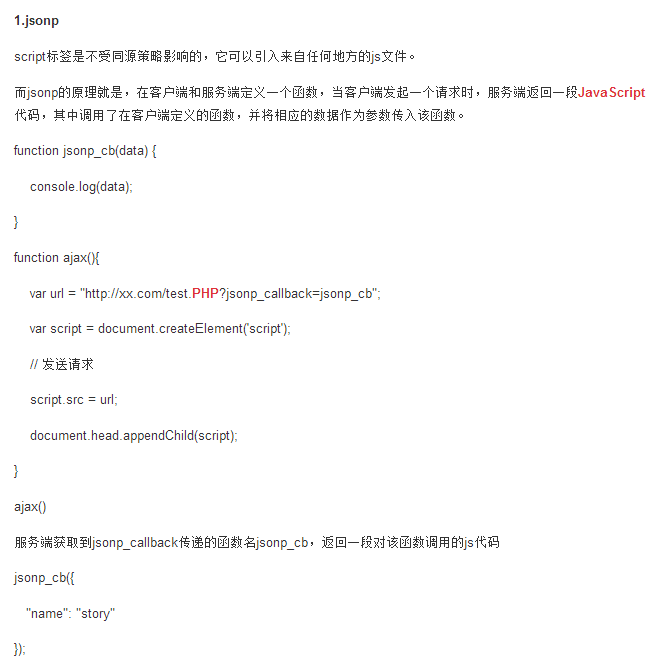 1.jsonp
script标签是不受同源策略影响的，它可以引入来自任何地方的js文件。
而jsonp的原理就是，在客户端和服务端定义一个函数，当客户端发起一个请求时，服务端返回一段JavaScript
代码，其中调用了在客户端定义的函数，并将相应的数据作为参数传入该函数。
function jsonp_cb(data) {
console.log(data);
}
function ajax(){
var url = "http://xx.com/test.PHP?jsonp_callback=jsonp_cb";
var script = document.createElement('script');
// 发送请求
script.src = url;
document.head.appendChild(script);
}
ajax()
服务端获取到jsonp_callback传递的函数名jsonp_cb，返回一段对该函数调用的js代码
jsonp_cb({
"name": "story"
});